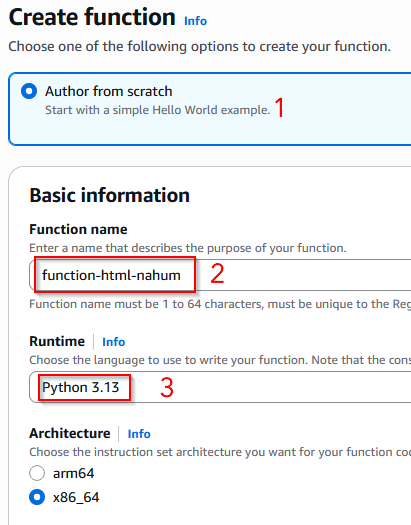 Create function Info
Choose one of the following options to create your function.
Author from scratch
Start with a simple Hello World example. 1
Basic information
Function name
Enter a name that describes the purpose of your function.
function-html-nahum 2
Function name must be 1 to 64 characters, must be unique to the Reg
Runtime Info
Choose the language to use to write your function. Note that the cons
Python 3.13 3
Architecture Info
Choose the instruction set architecture you want for your function co
arm64
x86_64